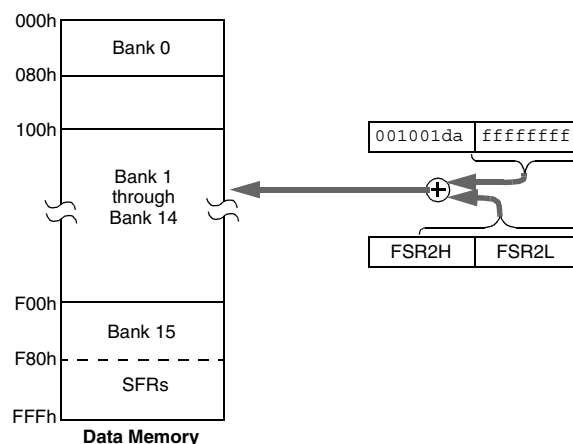 000h
Bank 0
080h
100h
001001da ffffffff
Bank 1
through
Bank 14
FSR2H FSR2L
F00h
Bank 15
F80h
SFRs
FFFh
Data Memory